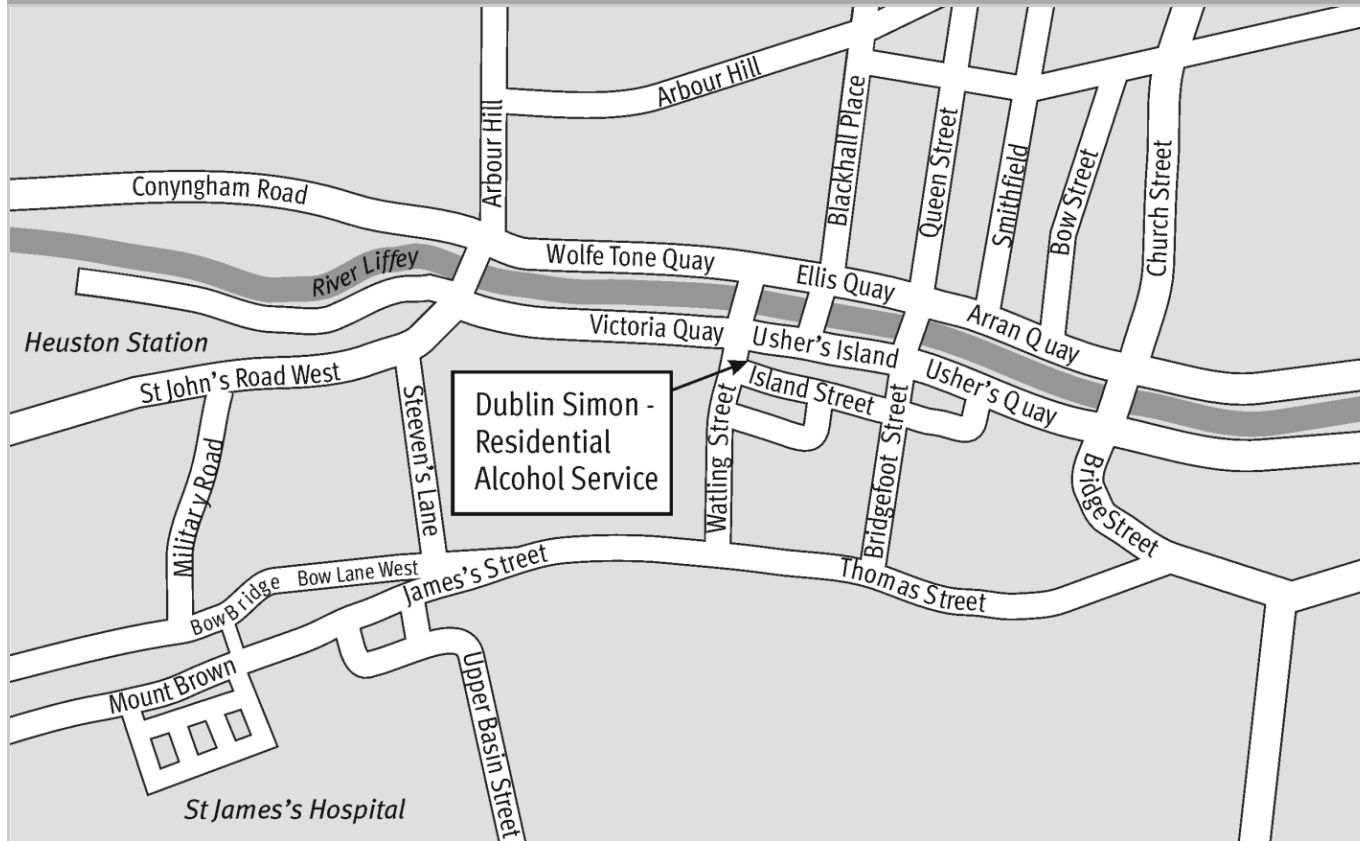 Arbour Hill
Arbour Hill
Conyngham Road
Blackhall Place
Queen Street
Smithfield
Bow Street
Church Street
River Liffey
Wolfe Tone Quay
Ellis Quay
Arran Quay
Heuston Station
Victoria Quay
Usher's Island
Usher's Quay
St John's Road West
Island Street
Dublin Simon -
Residential
Alcohol Service
Steeven's Lane
Military Road
Watling Street
Bridgefoot Street
Bridge Street
Bow Lane West
James's Street
Thomas Street
Bow Bridge
Mount Brown
Upper Basin Street
St James's Hospital